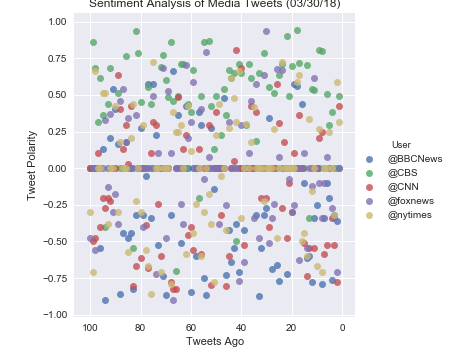 Sentiment Analysis of Media Tweets (03/30/18)
1.00
0.75
0.50
0.25
0.00
−0.25
−0.50
−0.75
−1.00
Tweet Polarity
100
80
60
40
20
0
Tweets Ago
User
@BBCNews
@CBS
@CNN
@foxnews
@nytimes